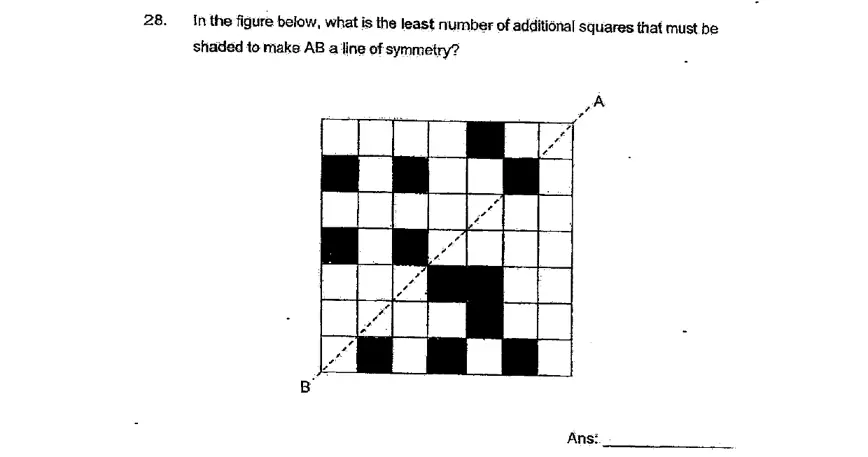 28. In the figure below, what is the least number of additional squares that must be
shaded to make AB a line of symmetry?
A
B
Ans: